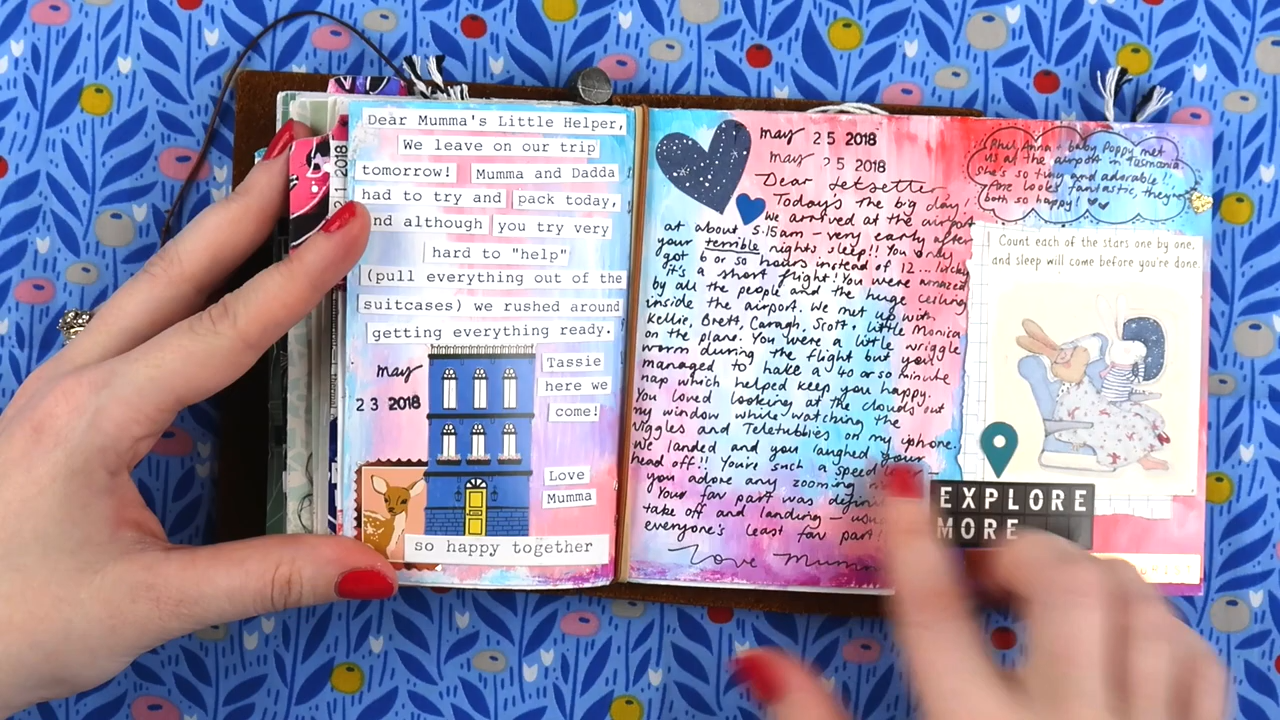 Dear Mumma's Little Helper,
We leave on our trip
tomorrow! Mumma and Dadda
had to try and pack today,
nd although you try very
hard to "help"
(pull everything out of the
suitcases) we rushed around
getting everything ready.
Tassie
here we
come!
may
23 2018
Love
Mumma
so happy together
1 2018
may 25 2018
may 25 2018
Dear Jetsetter,
Today's the big day!
We arrived at the airport
at about 5.15am - very early after
your terrible nights sleep!! You only
got 6 or so hours instead of 12... lucky
it's a short flight! You were amazed
by all the people and the huge ceiling
inside the airport. We met up with
Kellie, Brett, Caragh, Scott, little Monica
on the plane. You were a little wriggle
worm during the flight but you
managed to have a 40 or so minute
nap which helped keep you happy.
You loved looking at the clouds out
my window while watching the
Wiggles and Teletubbies on my iphone.
We landed and you laughed your
head off!! You're such a speed
you adore any zooming
Your fav part was
take off and landing -
everyone's least fav part
Love Mumma
Phil, Anna + baby Poppy met
us at the airport in Tasmania
she's so tiny and adorable!!
Anz looks fantastic, they're
both so happy!
Count each of the stars one by one,
and sleep will come before you're done.
EXPLORE
MORE